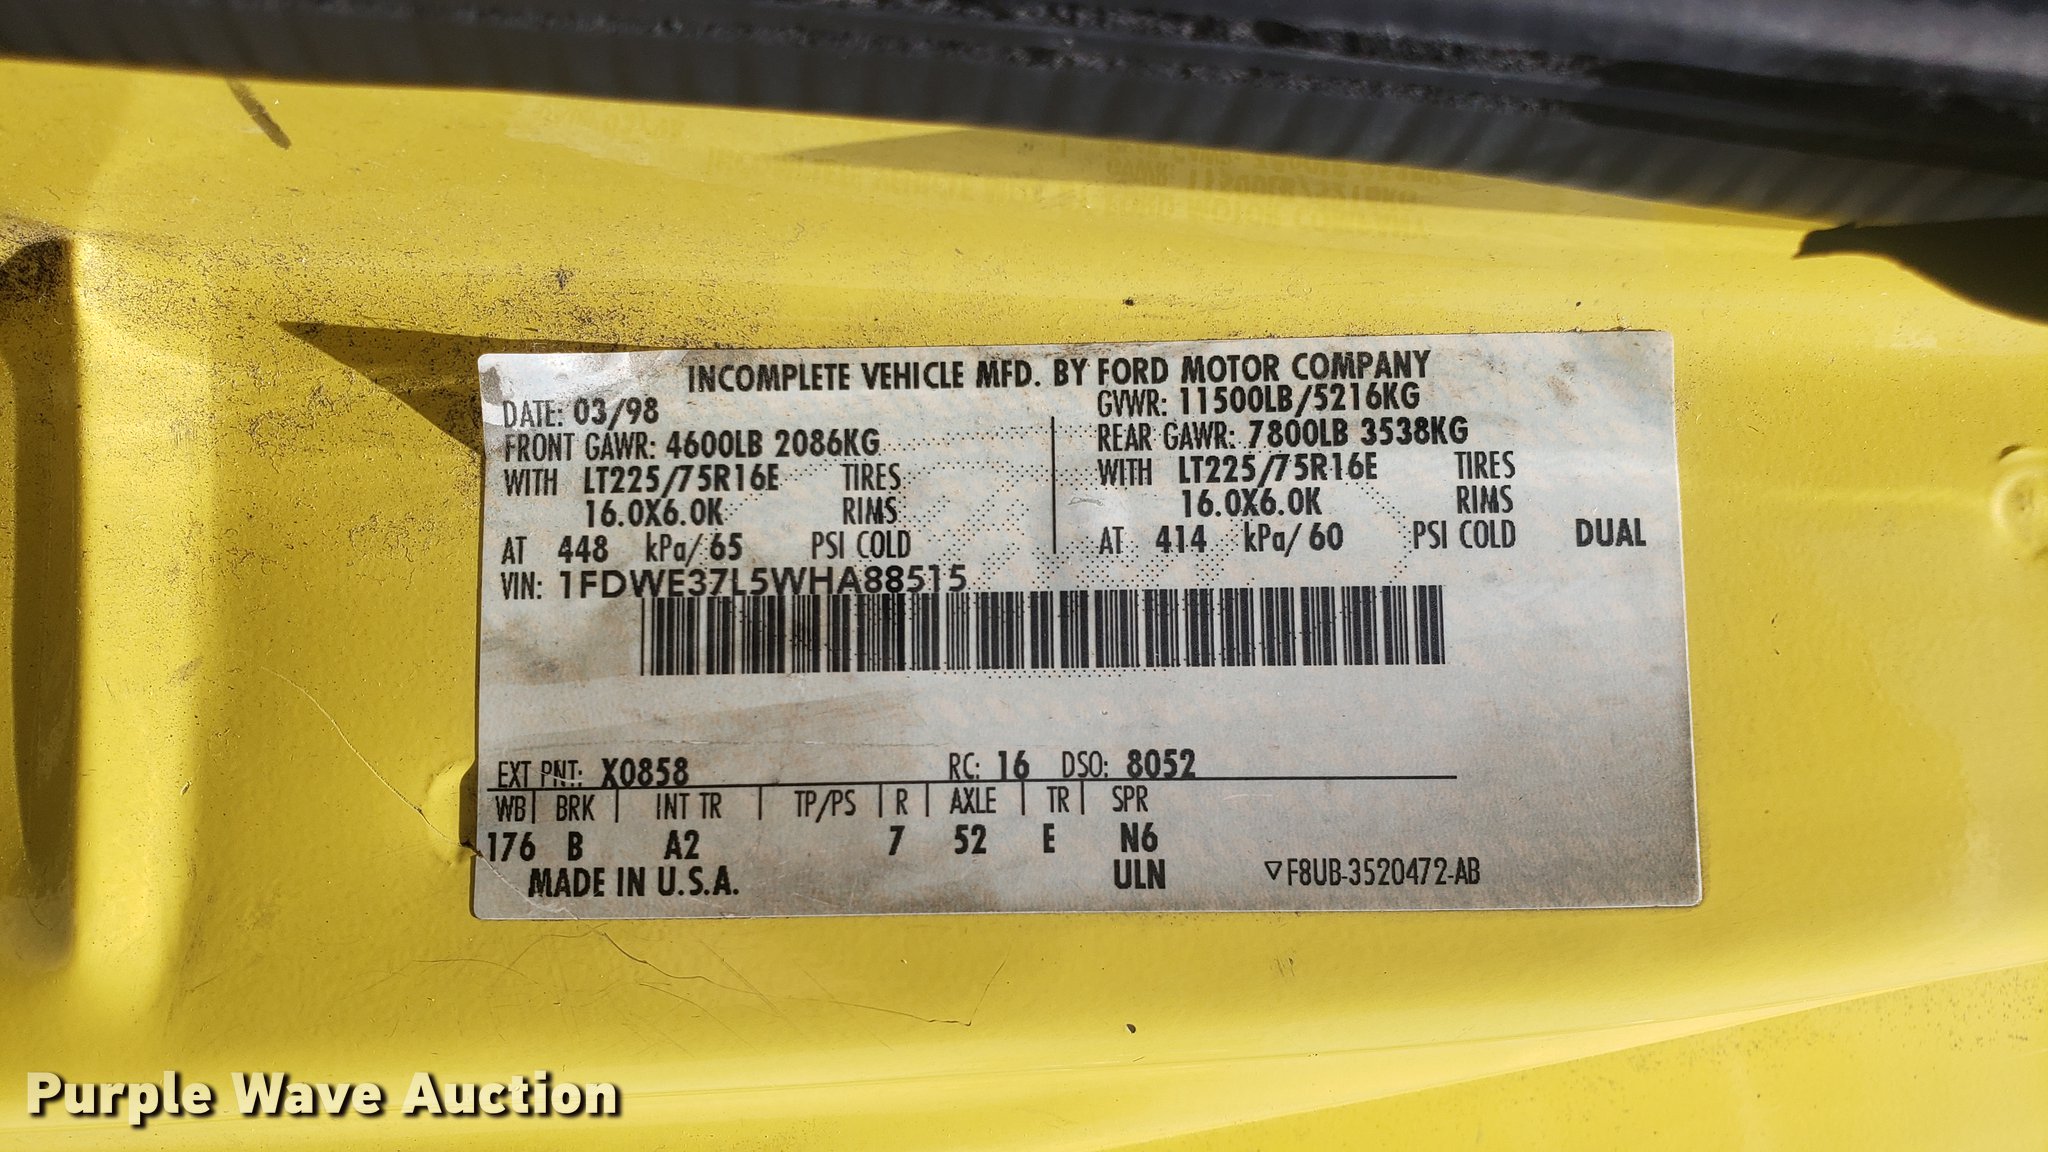 INCOMPLETE VEHICLE MFD. BY FORD MOTOR COMPANY
DATE: 03/98 GVWR: 11500LB/5216KG
FRONT GAWR: 4600LB 2086KG REAR GAWR: 7800LB 3538KG
WITH LT225/75R16E TIRES WITH LT225/75R16E TIRES
16.0X6.0K RIMS 16.0X6.0K RIMS
AT 448 kPa/65 PSI COLD AT 414 kPa/60 PSI COLD DUAL
VIN: 1FDWE37L5WHA88515
EXT PNT: X0858 RC: 16 DSO: 8052
WB BRK INT TR TP/PS R AXLE TR SPR
176 B A2 7 52 E N6
MADE IN U.S.A. ULN ▽F8UB-3520472-AB
Purple Wave Auction